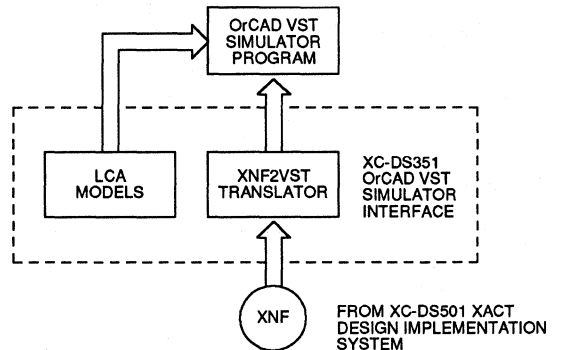 OrCAD VST
SIMULATOR
PROGRAM
LCA
MODELS
XNF2VST
TRANSLATOR
XC-DS351
OrCAD VST
SIMULATOR
INTERFACE
XNF
FROM XC-DS501 XACT
DESIGN IMPLEMENTATION
SYSTEM